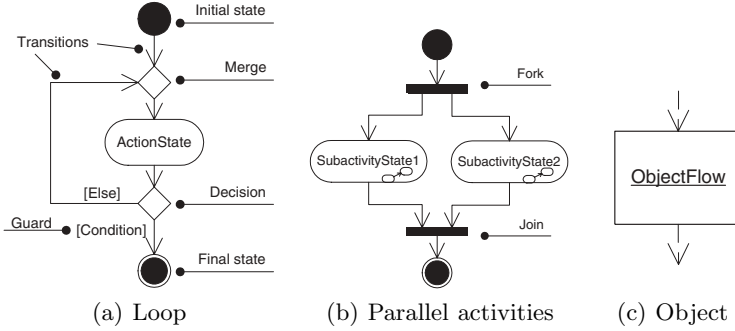 Initial state
Transitions
Merge
ActionState
[Else]
Decision
Guard
[Condition]
Final state
(a) Loop
Fork
SubactivityState1
SubactivityState2
Join
(b) Parallel activities
ObjectFlow
(c) Object